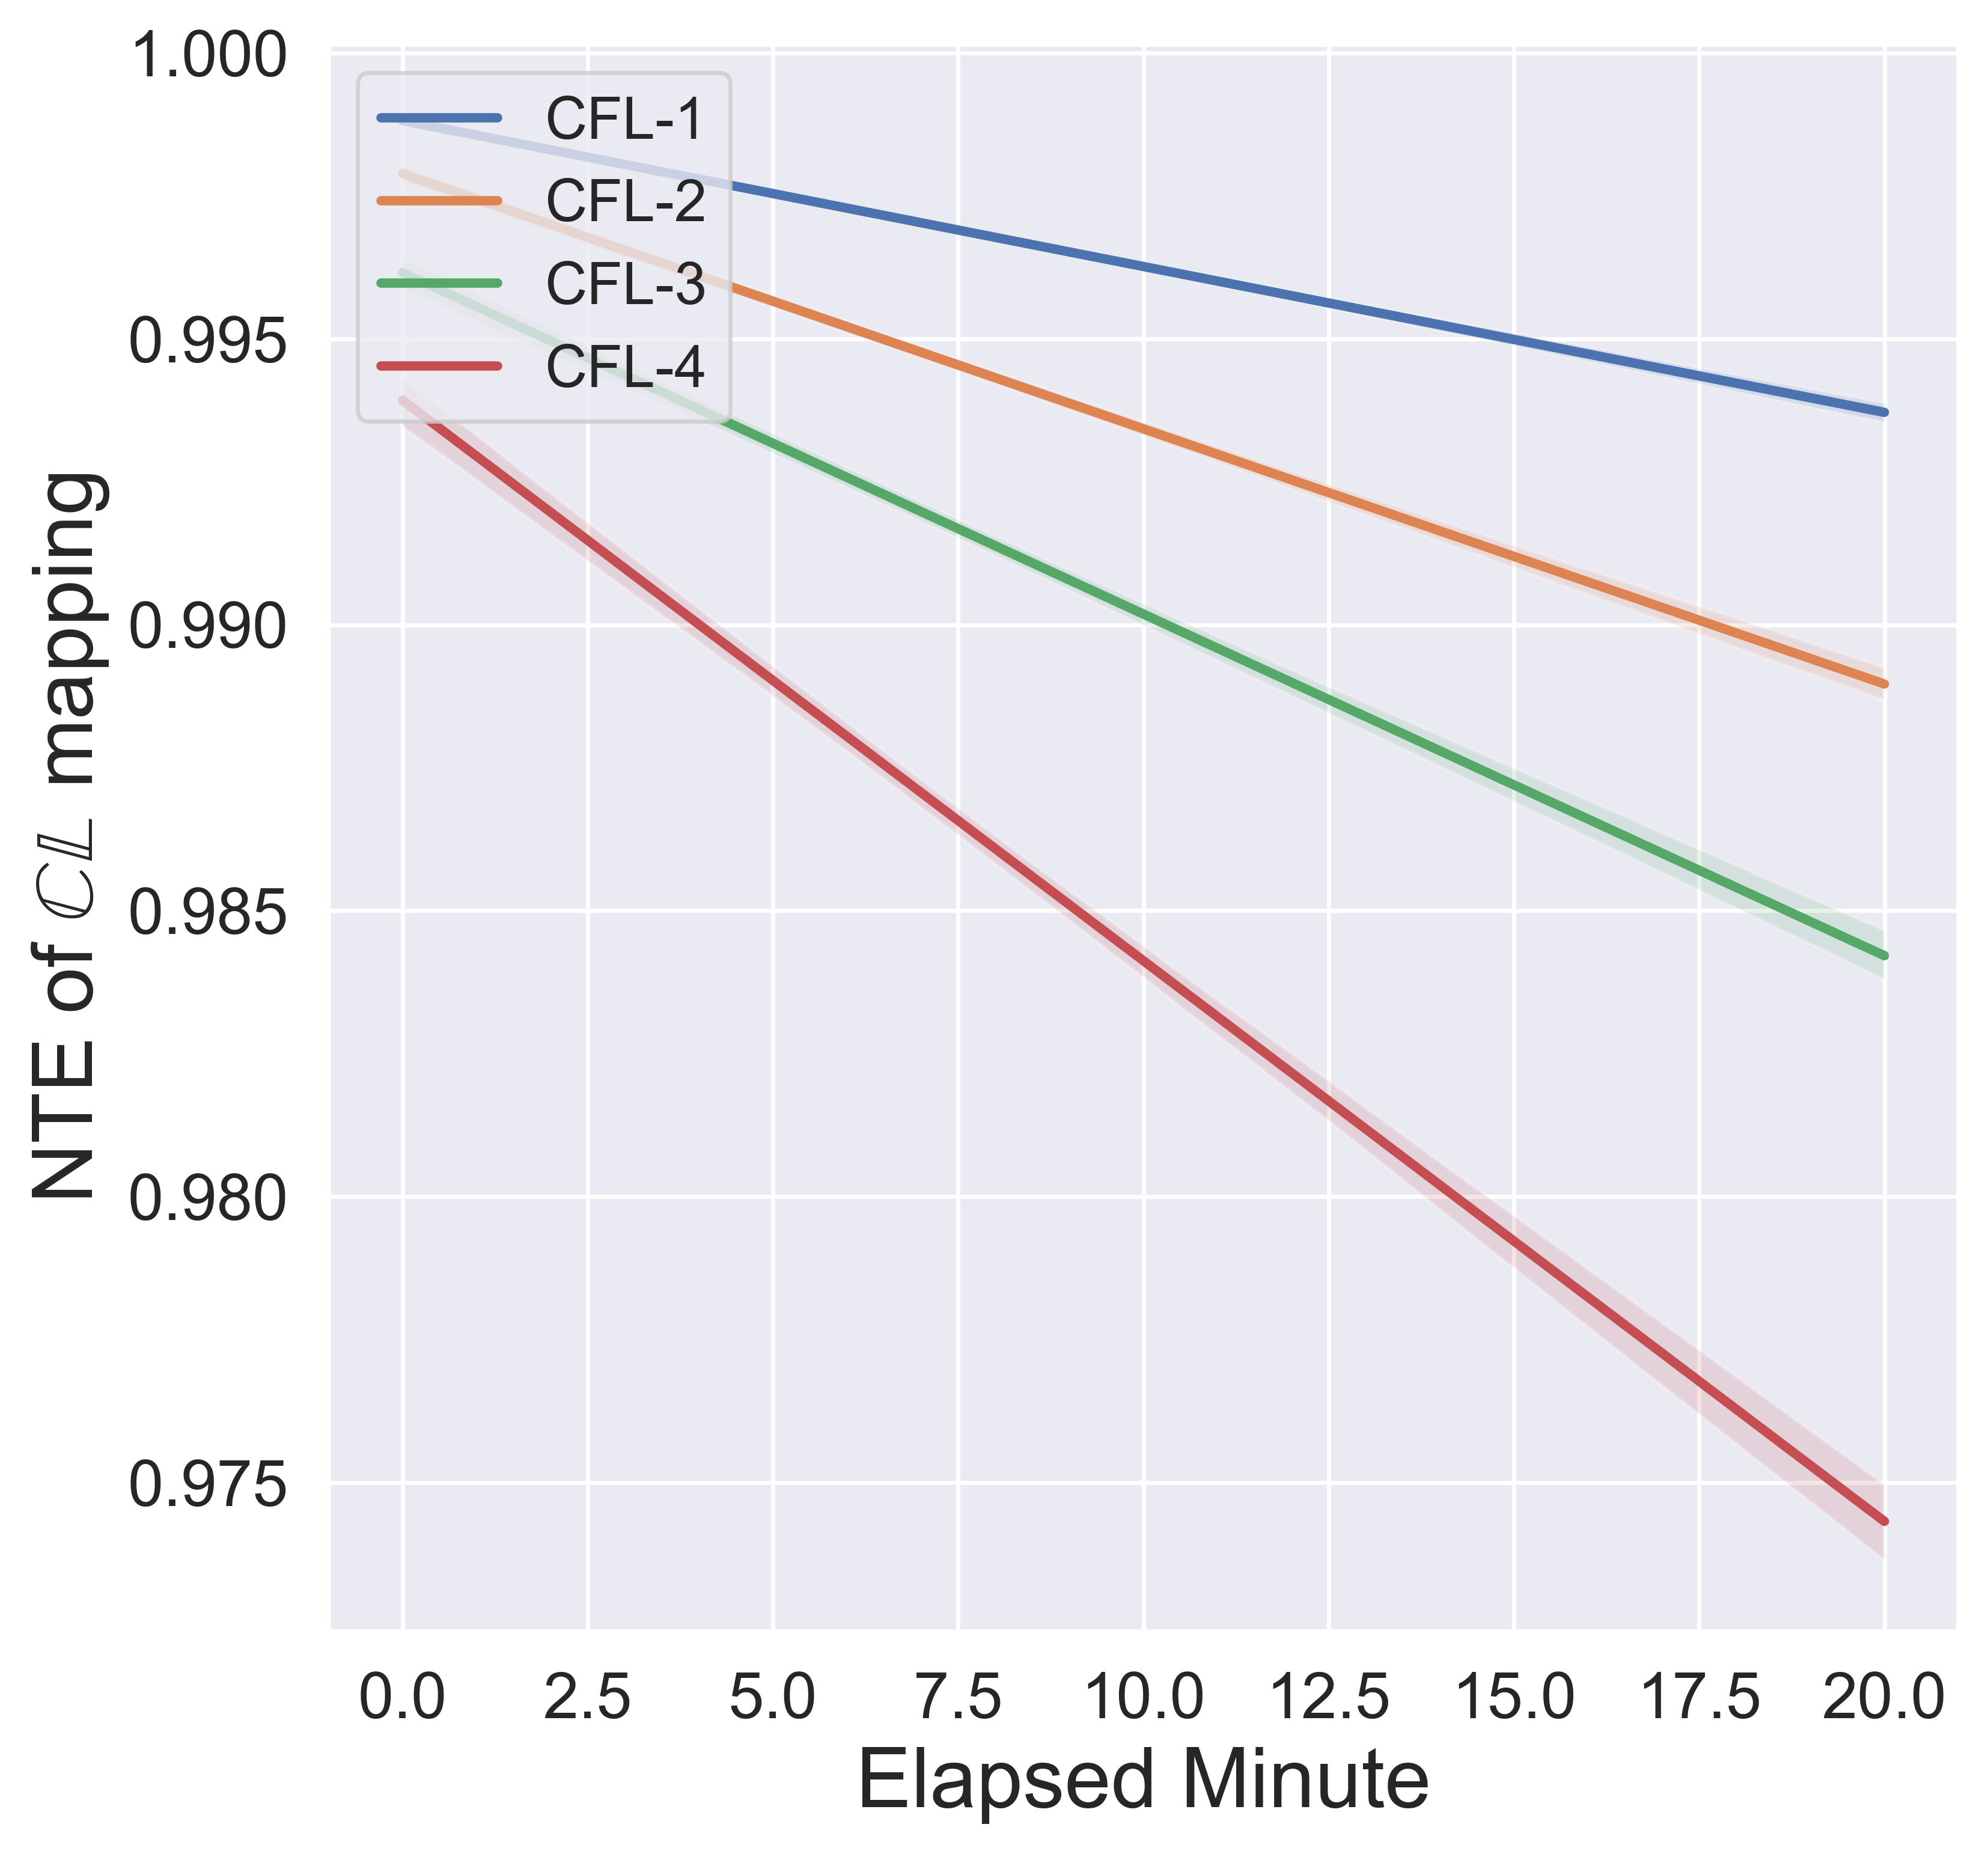 1.000
0.995
0.990
0.985
0.980
0.975
NTE of ℂ𝕃 mapping
CFL-1
CFL-2
CFL-3
CFL-4
0.0 2.5 5.0 7.5 10.0 12.5 15.0 17.5 20.0
Elapsed Minute